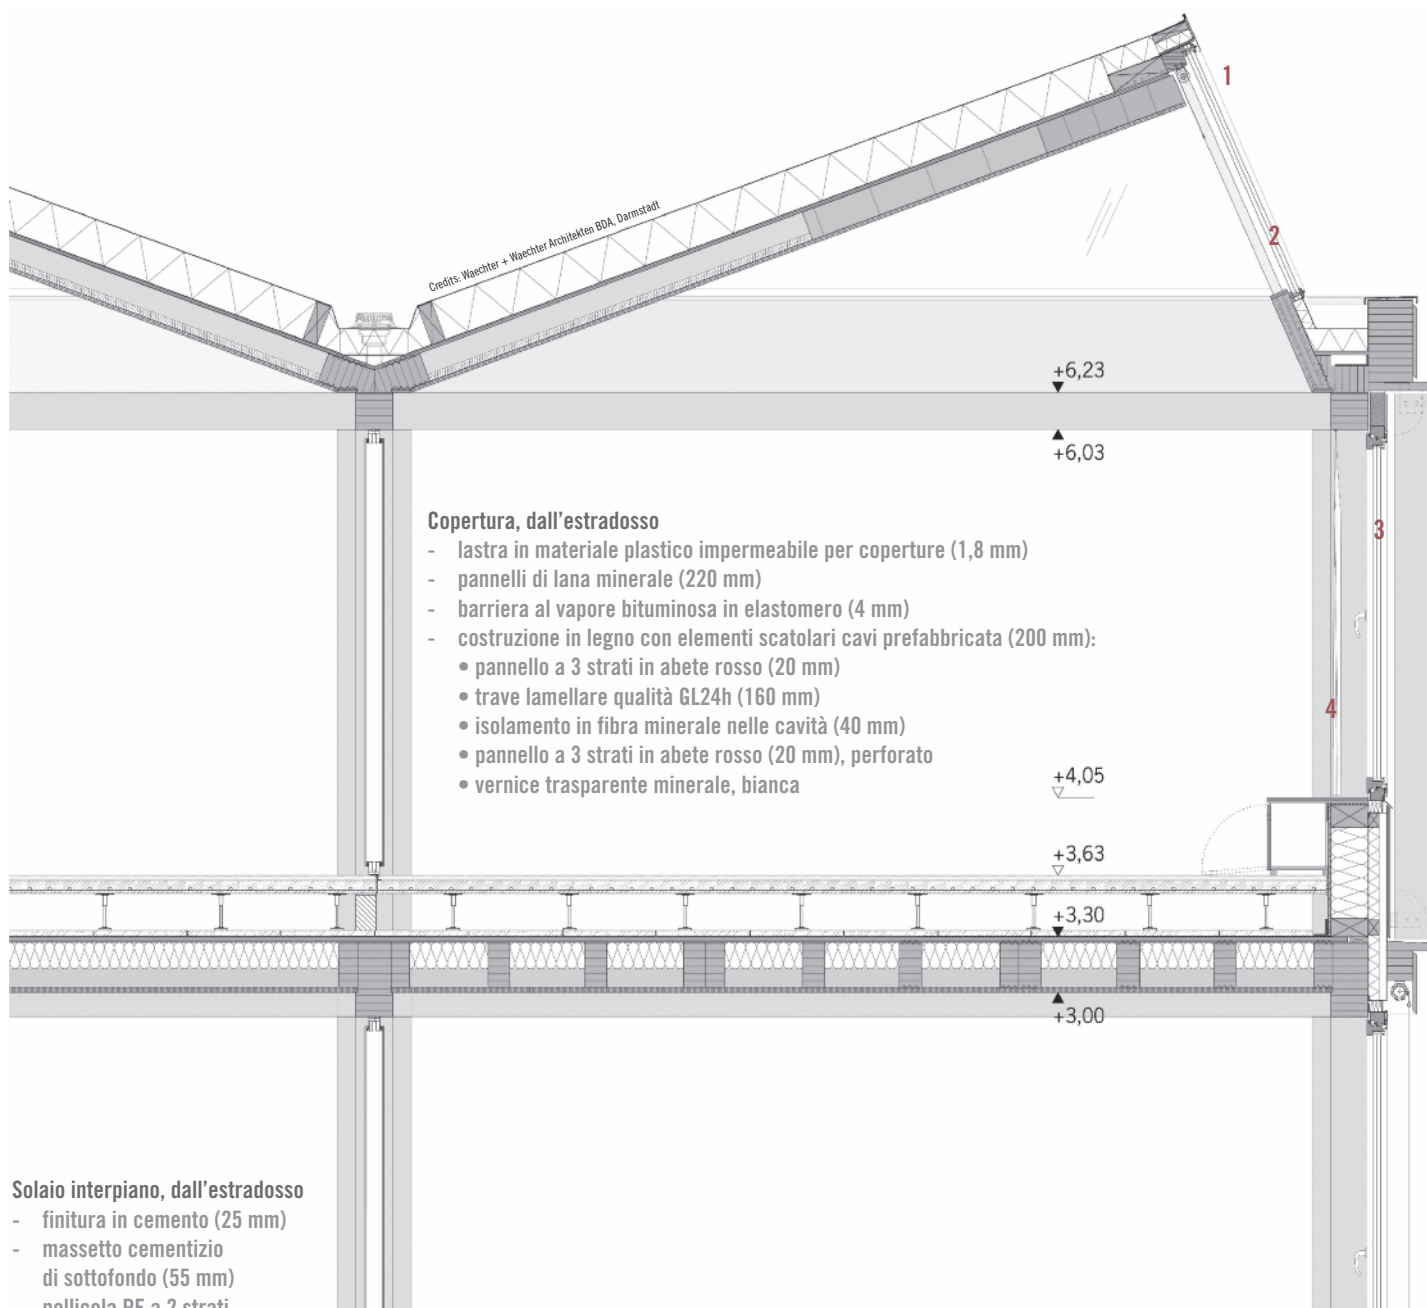 1
2
Credits: Waechter + Waechter Architekten BDA, Darmstadt
+6,23
+6,03
Copertura, dall’estradosso
- lastra in materiale plastico impermeabile per coperture (1,8 mm)
- pannelli di lana minerale (220 mm)
- barriera al vapore bituminosa in elastomero (4 mm)
- costruzione in legno con elementi scatolari cavi prefabbricata (200 mm):
• pannello a 3 strati in abete rosso (20 mm)
• trave lamellare qualità GL24h (160 mm)
• isolamento in fibra minerale nelle cavità (40 mm)
• pannello a 3 strati in abete rosso (20 mm), perforato
• vernice trasparente minerale, bianca
3
4
+4,05
+3,63
+3,30
+3,00
Solaio interpiano, dall’estradosso
- finitura in cemento (25 mm)
- massetto cementizio
di sottofondo (55 mm)
- pellicola PE a 2 strati